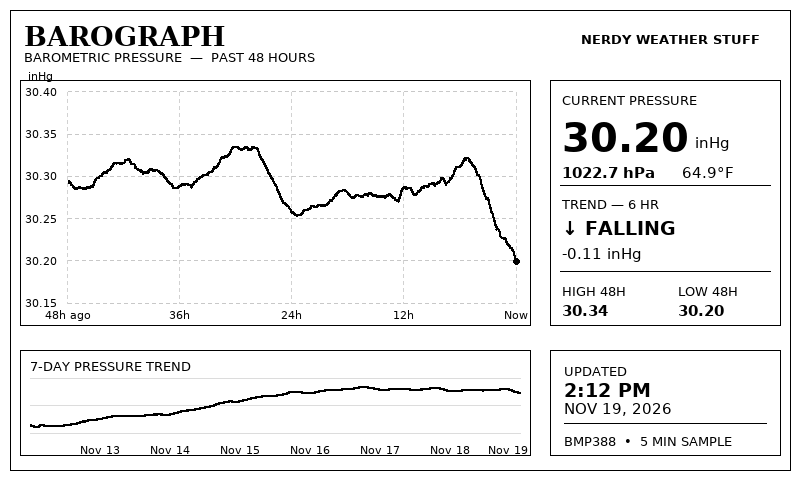 BAROGRAPH
BAROMETRIC PRESSURE — PAST 48 HOURS
NERDY WEATHER STUFF
inHg
30.40
30.35
30.30
30.25
30.20
30.15
48h ago 36h 24h 12h Now
CURRENT PRESSURE
30.20 inHg
1022.7 hPa 64.9°F
TREND — 6 HR
↓ FALLING
-0.11 inHg
HIGH 48H LOW 48H
30.34 30.20
7-DAY PRESSURE TREND
Nov 13 Nov 14 Nov 15 Nov 16 Nov 17 Nov 18 Nov 19
UPDATED
2:12 PM
NOV 19, 2026
BMP388 • 5 MIN SAMPLE